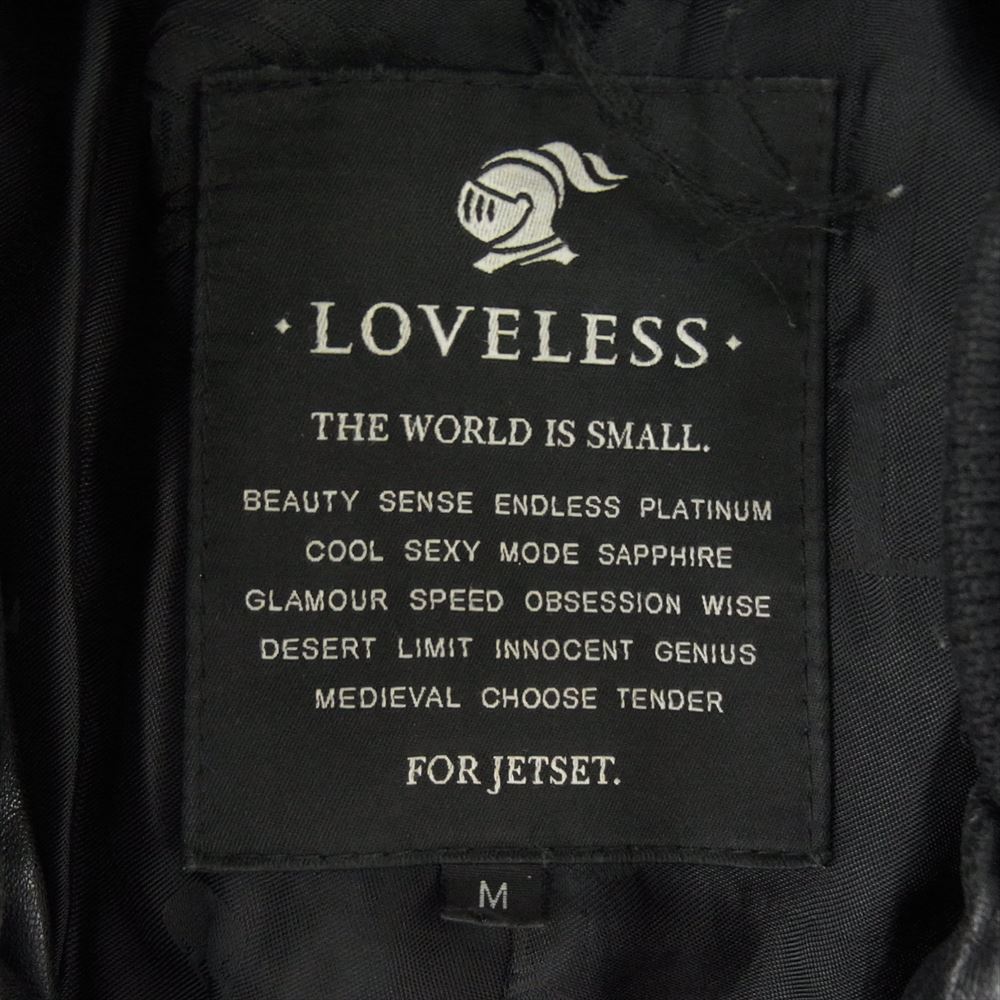 · LOVELESS ·
THE WORLD IS SMALL.
BEAUTY SENSE ENDLESS PLATINUM
COOL SEXY MODE SAPPHIRE
GLAMOUR SPEED OBSESSION WISE
DESERT LIMIT INNOCENT GENIUS
MEDIEVAL CHOOSE TENDER
FOR JETSET.
M